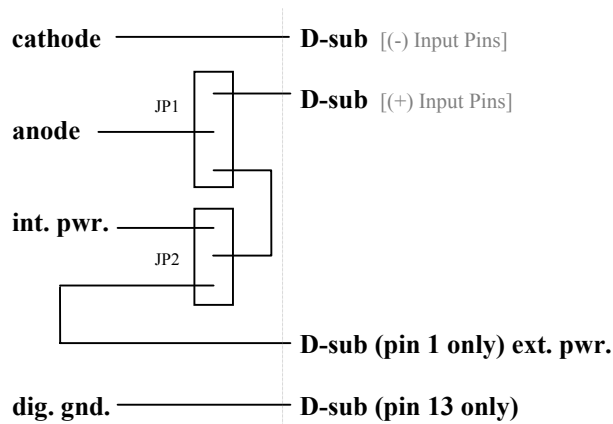 cathode D-sub [(-) Input Pins]
D-sub [(+) Input Pins]
JP1
anode
int. pwr.
JP2
D-sub (pin 1 only) ext. pwr.
dig. gnd. D-sub (pin 13 only)